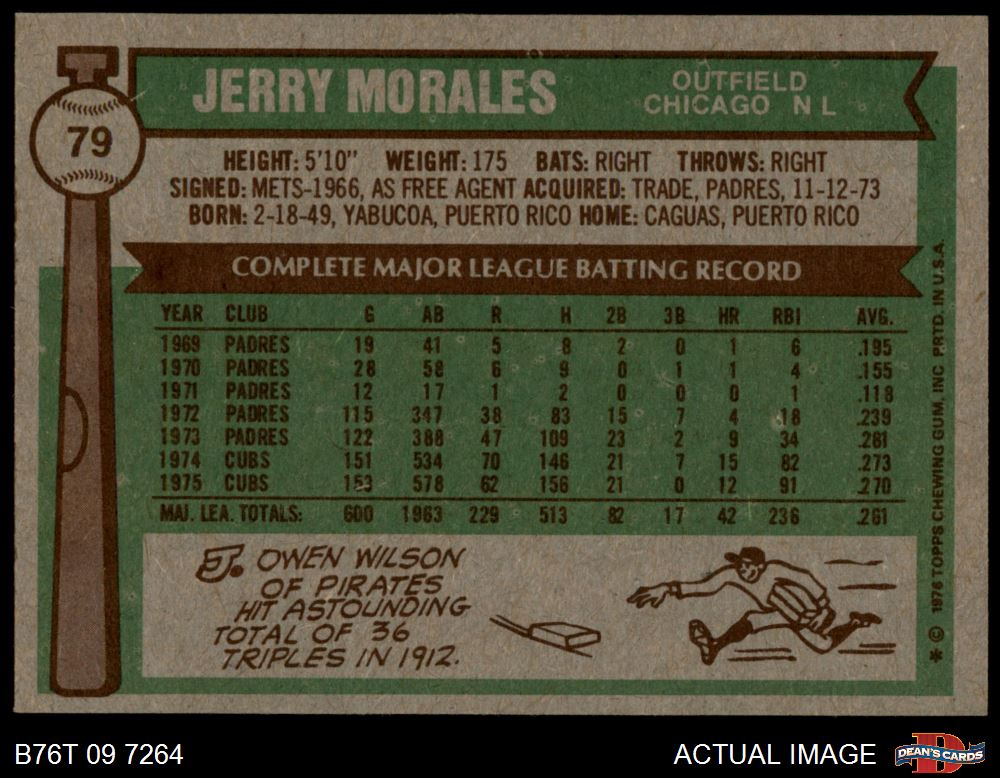 79
JERRY MORALES
OUTFIELD
CHICAGO N L
HEIGHT: 5'10" WEIGHT: 175 BATS: RIGHT THROWS: RIGHT
SIGNED: METS-1966, AS FREE AGENT ACQUIRED: TRADE, PADRES, 11-12-73
BORN: 2-18-49, YABUCOA, PUERTO RICO HOME: CAGUAS, PUERTO RICO
COMPLETE MAJOR LEAGUE BATTING RECORD
YEAR CLUB G AB R H 2B 3B HR RBI AVG.
1969 PADRES 19 41 5 8 2 0 1 6 .195
1970 PADRES 28 58 6 9 0 1 1 4 .155
1971 PADRES 12 17 1 2 0 0 0 1 .118
1972 PADRES 115 347 38 83 15 7 4 18 .239
1973 PADRES 122 388 47 109 23 2 9 34 .281
1974 CUBS 151 534 70 146 21 7 15 82 .273
1975 CUBS 153 578 62 156 21 0 12 91 .270
MAJ. LEA. TOTALS: 600 1963 229 513 82 17 42 236 .261
J. OWEN WILSON
OF PIRATES
HIT ASTOUNDING
TOTAL OF 36
TRIPLES IN 1912.
* © 1976 TOPPS CHEWING GUM, INC PRTD. IN U.S.A.
B76T 09 7264
ACTUAL IMAGE
DEAN'S CARDS